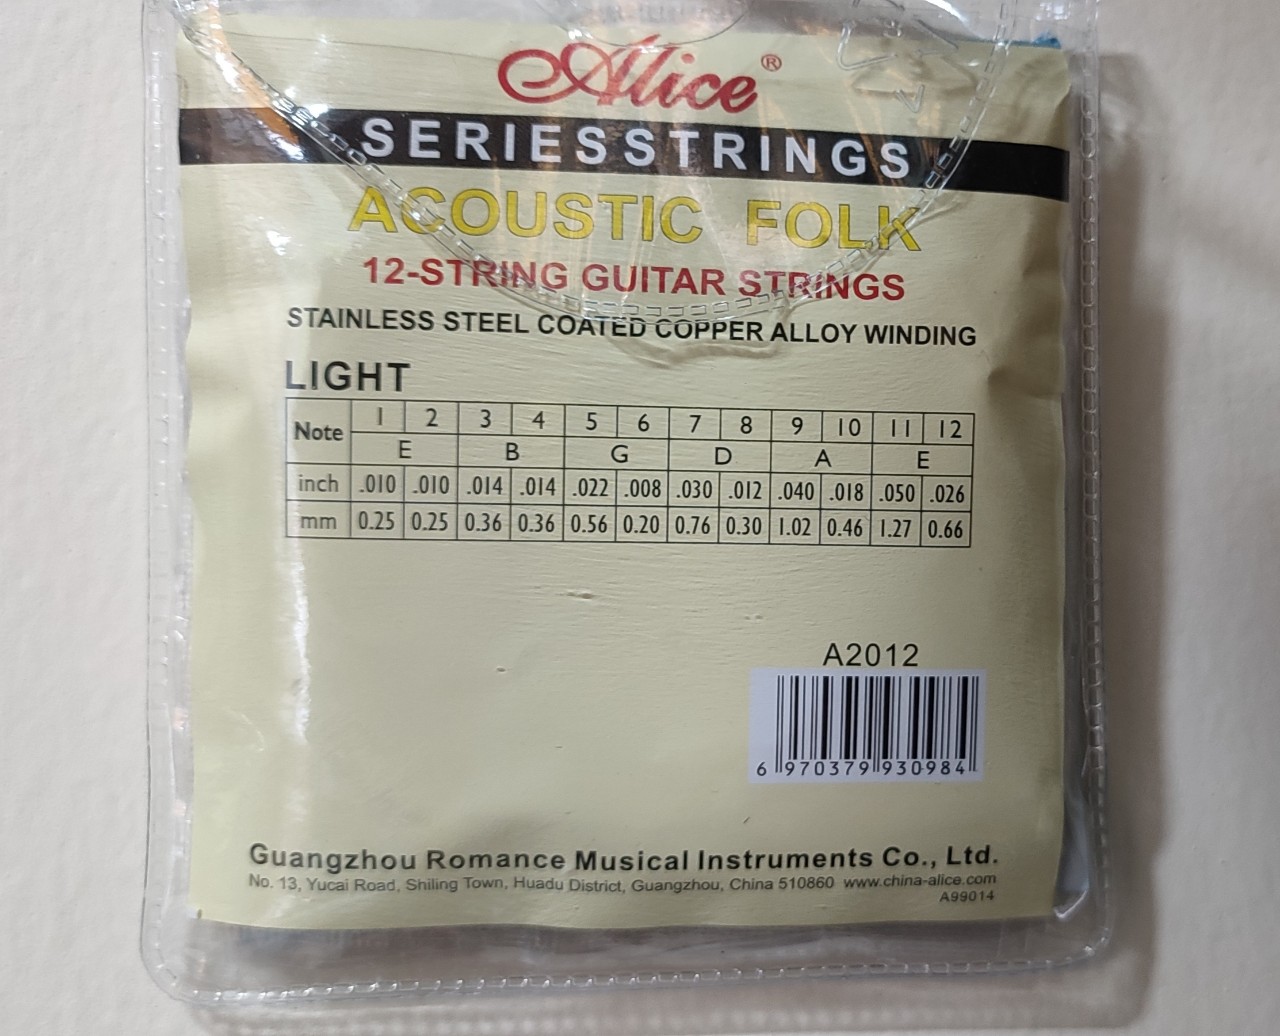 Alice®
SERIES STRINGS
ACOUSTIC FOLK
12-STRING GUITAR STRINGS
STAINLESS STEEL COATED COPPER ALLOY WINDING
LIGHT
Note 1 2 3 4 5 6 7 8 9 10 11 12
E B G D A E
inch .010 .010 .014 .014 .022 .008 .030 .012 .040 .018 .050 .026
mm 0.25 0.25 0.36 0.36 0.56 0.20 0.76 0.30 1.02 0.46 1.27 0.66
A2012
6 970379 930984
Guangzhou Romance Musical Instruments Co., Ltd.
No. 13, Yucai Road, Shiling Town, Huadu District, Guangzhou, China 510860 www.china-alice.com
A99014